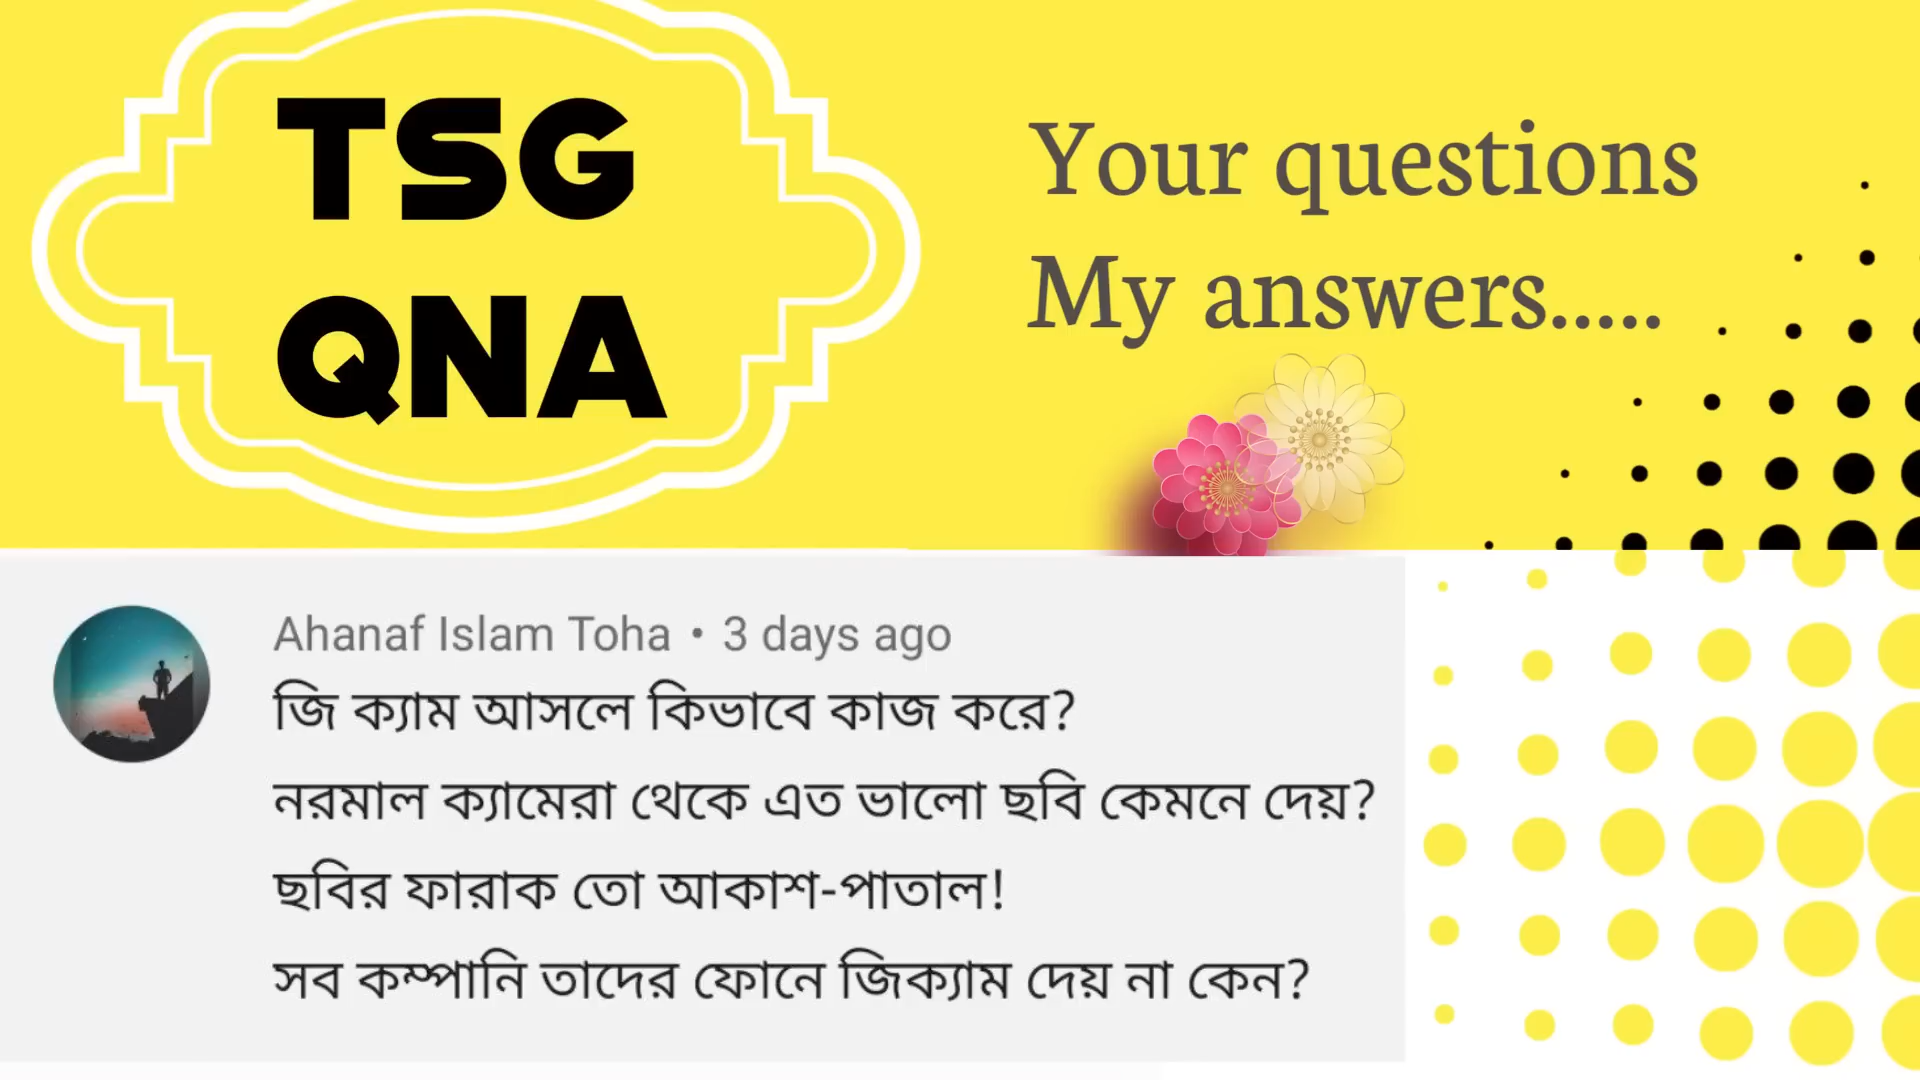 TSG
QNA
Your questions
My answers.....
Ahanaf Islam Toha • 3 days ago
জি ক্যাম আসলে কিভাবে কাজ করে?
নরমাল ক্যামেরা থেকে এত ভালো ছবি কেমনে দেয়?
ছবির ফারাক তো আকাশ-পাতাল!
সব কম্পানি তাদের ফোনে জিক্যাম দেয় না কেন?